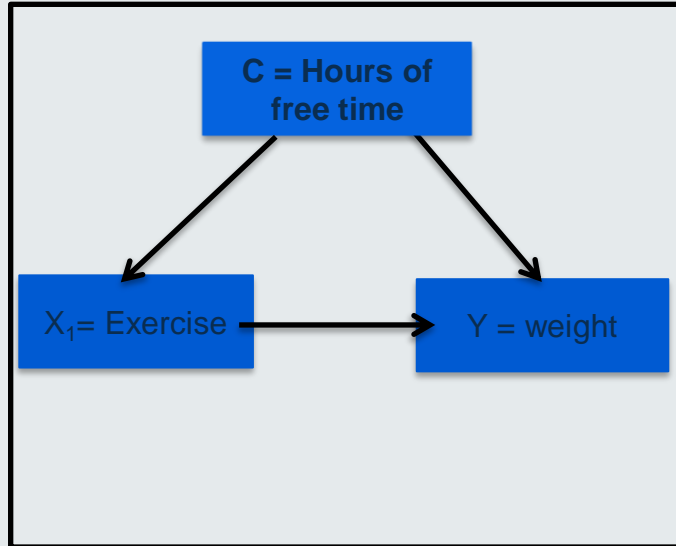 C = Hours of
free time
X₁= Exercise
Y = weight